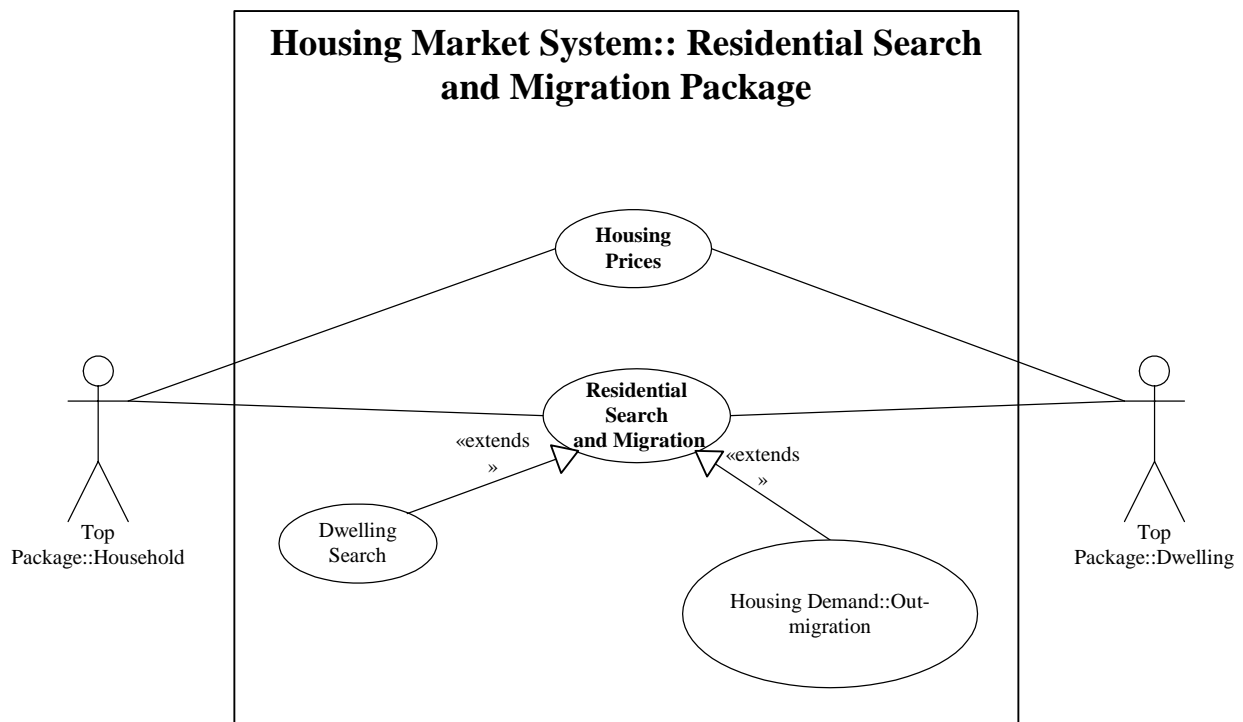 Housing Market System:: Residential Search
and Migration Package
Housing
Prices
Residential
Search
and Migration
«extends
»
«extends
»
Dwelling
Search
Housing Demand::Out-
migration
Top
Package::Household
Top
Package::Dwelling